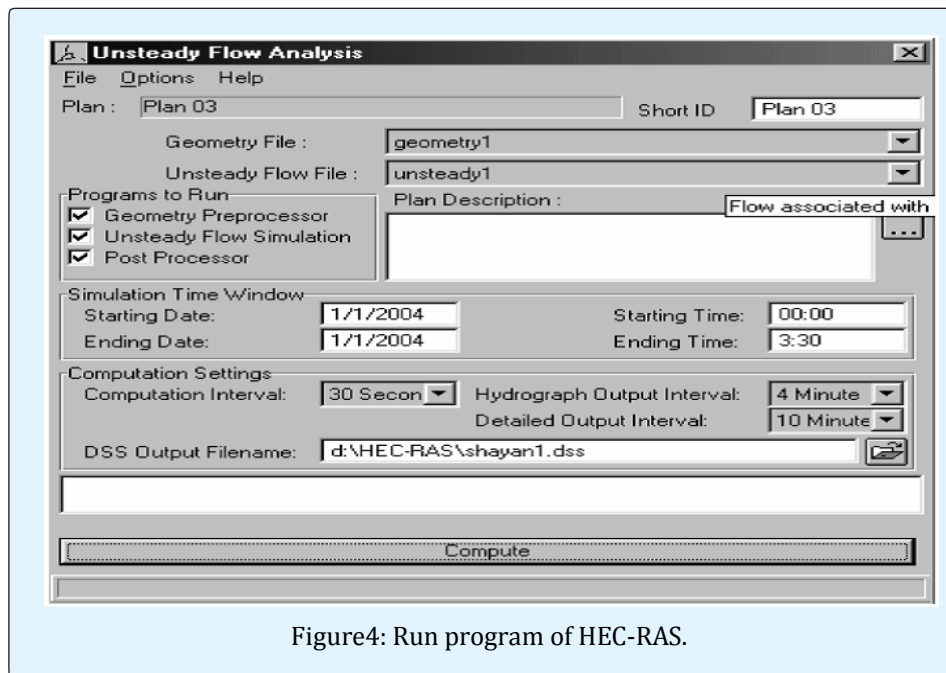 Unsteady Flow Analysis
File Options Help
Plan : Plan 03 Short ID Plan 03
Geometry File : geometry1
Unsteady Flow File : unsteady1
Programs to Run
Plan Description :
Flow associated with
Geometry Preprocessor
...
Unsteady Flow Simulation
Post Processor
Simulation Time Window
Starting Date: 1/1/2004 Starting Time: 00:00
Ending Date: 1/1/2004 Ending Time: 3:30
Computation Settings
Computation Interval: 30 Secon Hydrograph Output Interval: 4 Minute
Detailed Output Interval: 10 Minute
DSS Output Filename: d:\HEC-RAS\shayan1.dss
Compute
Figure4: Run program of HEC-RAS.